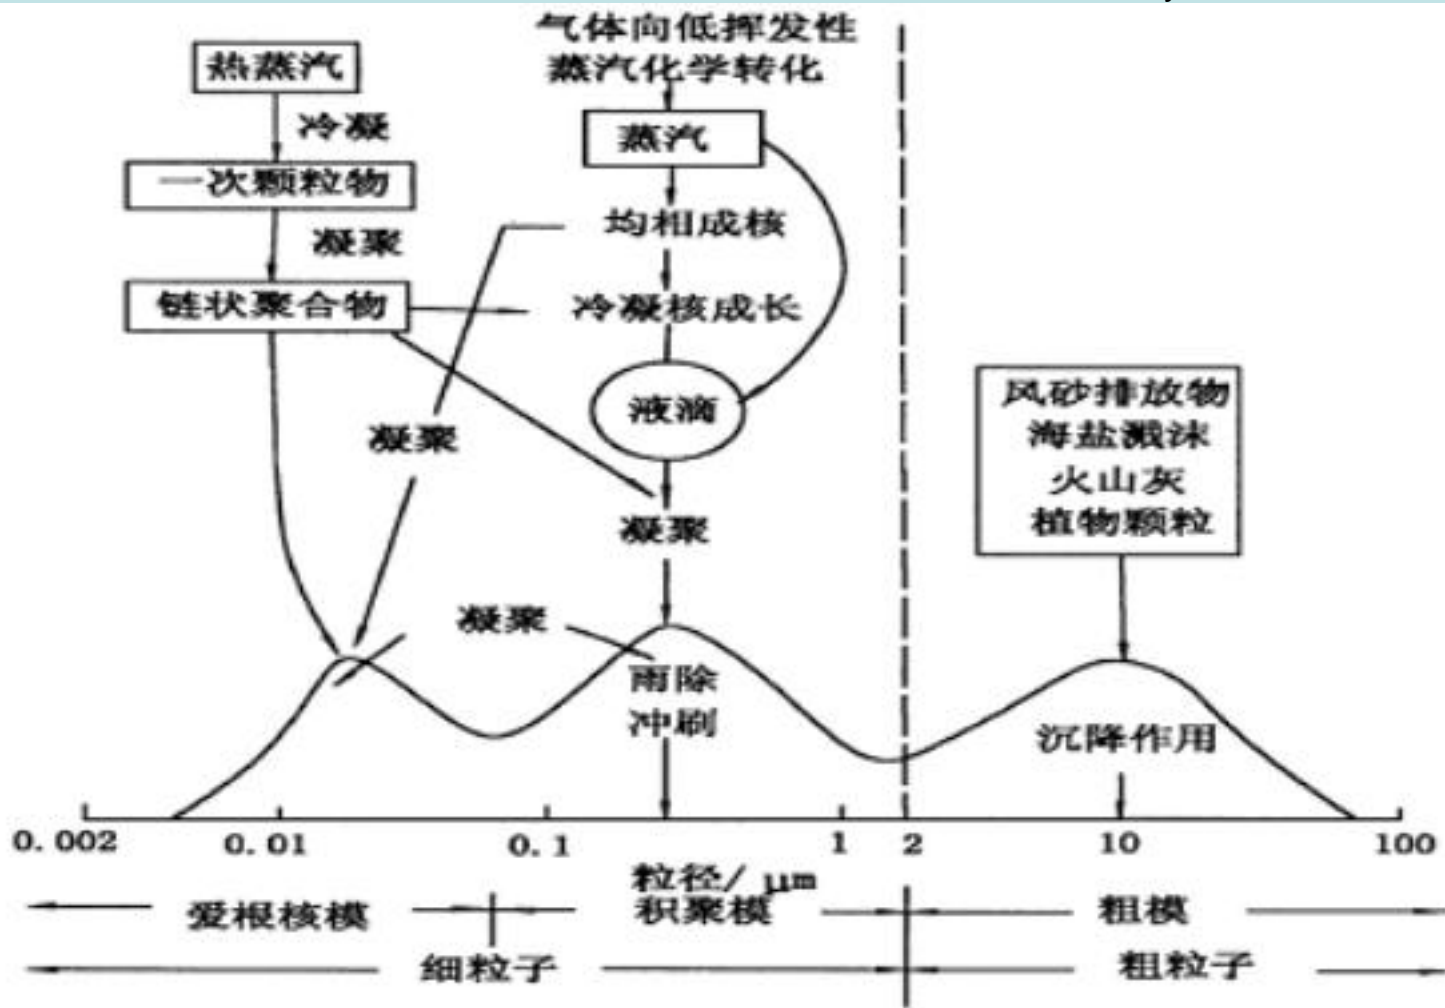 气体向低挥发性
蒸汽化学转化
热蒸汽
冷凝
蒸汽
一次颗粒物
均相成核
凝聚
链状聚合物
冷凝核成长
液滴
风砂排放物
海盐溅沫
火山灰
植物颗粒
凝聚
凝聚
凝聚
雨除
冲刷
沉降作用
0.002
0.01
0.1
1
2
10
100
粒径/μm
爱根核模
积聚模
粗模
细粒子
粗粒子